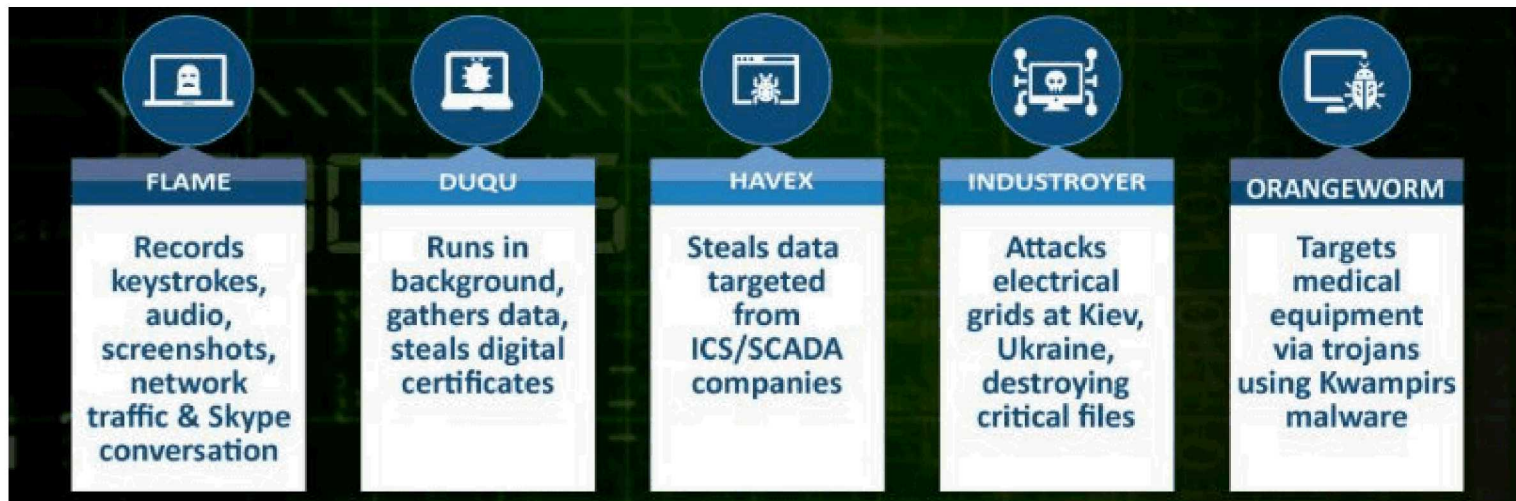 FLAME
Records
keystrokes,
audio,
screenshots,
network
traffic & Skype
conversation
DUQU
Runs in
background,
gathers data,
steals digital
certificates
HAVEX
Steals data
targeted
from
ICS/SCADA
companies
INDUSTROYER
Attacks
electrical
grids at Kiev,
Ukraine,
destroying
critical files
ORANGEWORM
Targets
medical
equipment
via trojans
using Kwampirs
malware